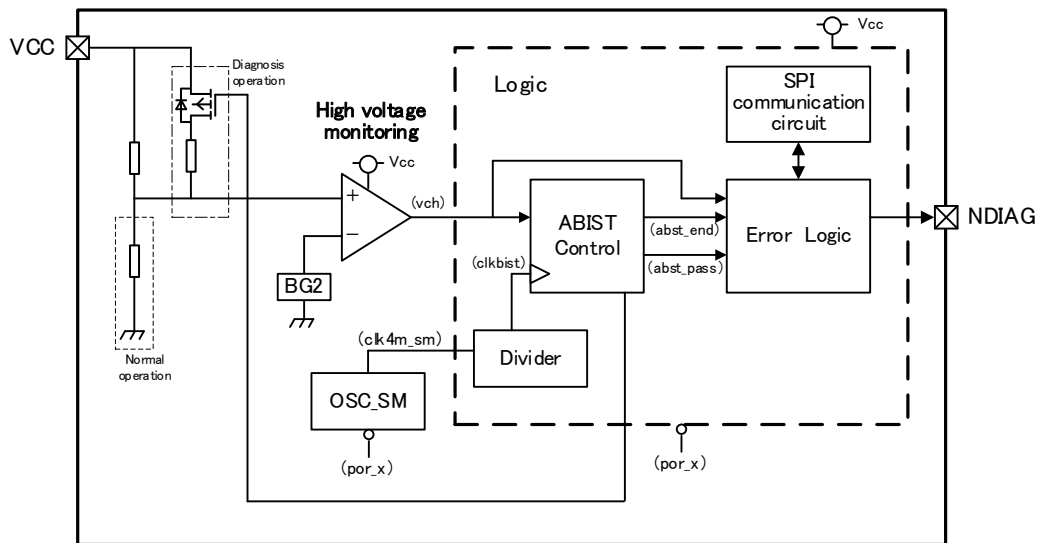 VCC
Diagnosis
operation
High voltage
monitoring
Vcc
(vch)
BG2
Normal
operation
(clk4m_sm)
OSC_SM
(por_x)
Vcc
Logic
SPI
communication
circuit
ABIST
Control
(clkbist)
(abst_end)
(abst_pass)
Error Logic
NDIAG
Divider
(por_x)
+
−